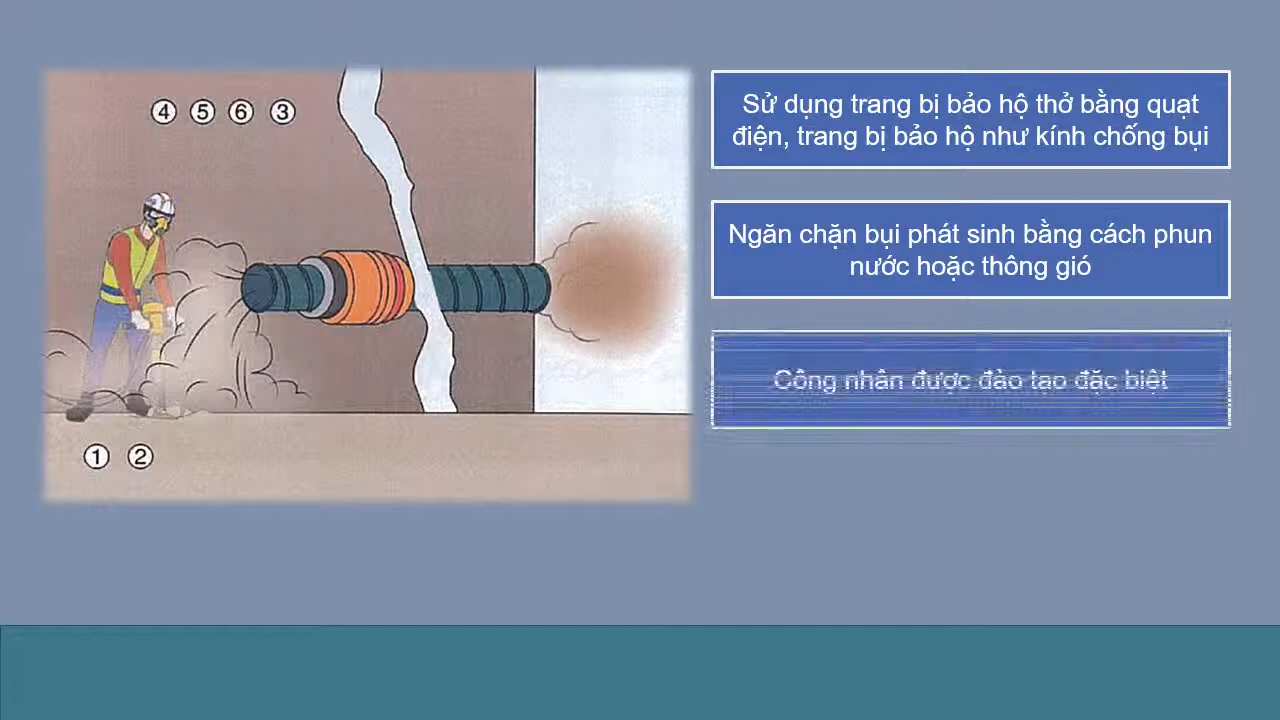 ④ ⑤ ⑥ ③
① ②
Sử dụng trang bị bảo hộ thở bằng quạt
điện, trang bị bảo hộ như kính chống bụi
Ngăn chặn bụi phát sinh bằng cách phun
nước hoặc thông gió
Công nhân được đào tạo đặc biệt